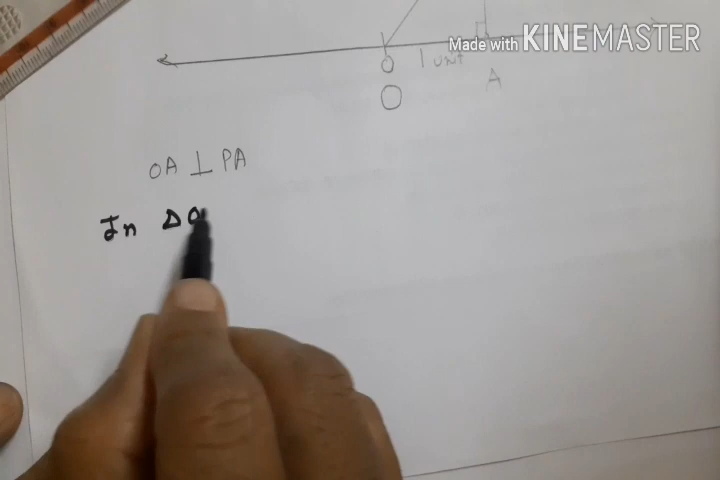 Made with KINEMASTER
0 1 unit
O A
OA ⊥ PA
In Δ O